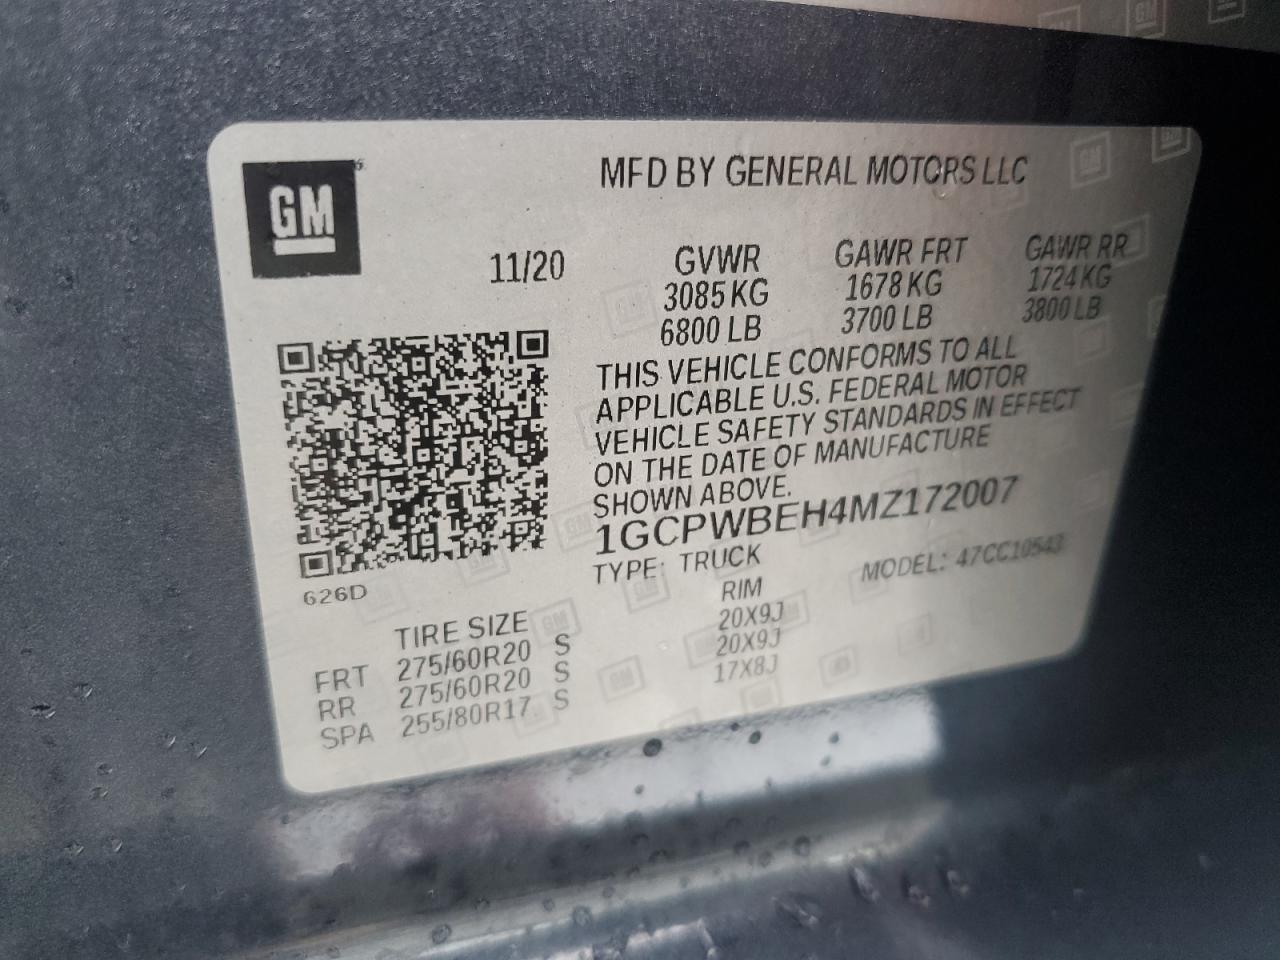 GM
MFD BY GENERAL MOTORS LLC
11/20
GVWR
3085 KG
6800 LB
GAWR FRT
1678 KG
3700 LB
GAWR RR
1724 KG
3800 LB
THIS VEHICLE CONFORMS TO ALL
APPLICABLE U.S. FEDERAL MOTOR
VEHICLE SAFETY STANDARDS IN EFFECT
ON THE DATE OF MANUFACTURE
SHOWN ABOVE.
1GCPWBEH4MZ172007
TYPE: TRUCK
MODEL: 47CC10543
626D
TIRE SIZE
RIM
FRT 275/60R20 S 20X9J
RR 275/60R20 S 20X9J
SPA 255/80R17 S 17X8J